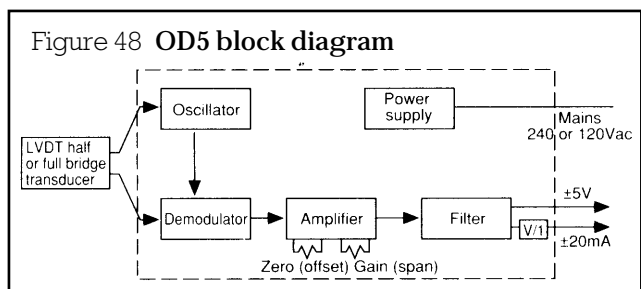 Figure 48 OD5 block diagram
Oscillator
Power
supply
Mains
240 or 120Vac
LVDT half
or full bridge
transducer
Demodulator
Amplifier
Filter
±5V
V/1
±20mA
Zero (offset) Gain (span)